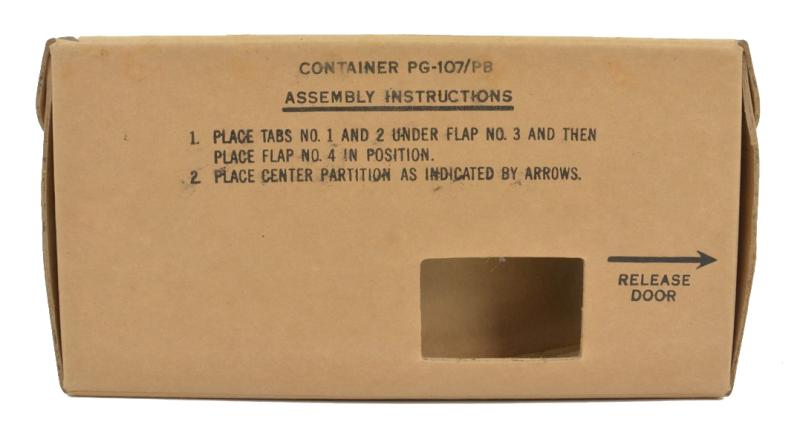 CONTAINER PG-107/PB
ASSEMBLY INSTRUCTIONS
1. PLACE TABS NO. 1 AND 2 UNDER FLAP NO. 3 AND THEN
PLACE FLAP NO. 4 IN POSITION.
2. PLACE CENTER PARTITION AS INDICATED BY ARROWS.
RELEASE
DOOR